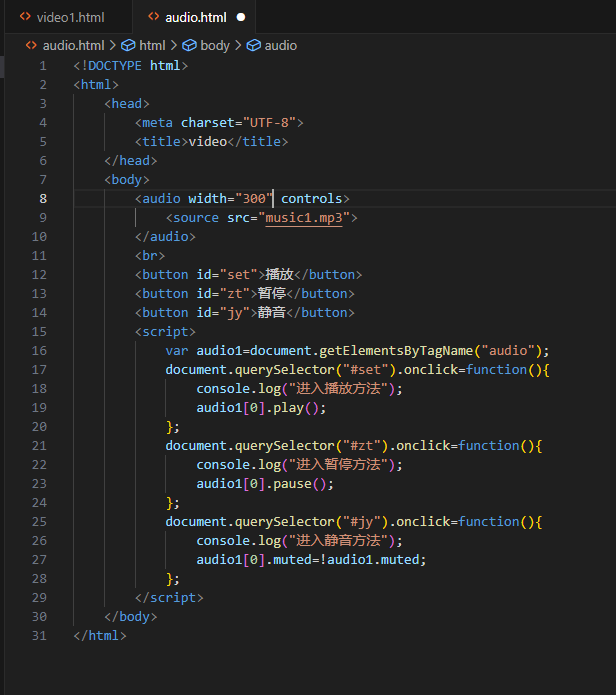 video1.html audio.html
audio.html > html > body > audio
1 <!DOCTYPE html>
2 <html>
3 <head>
4 <meta charset="UTF-8">
5 <title>video</title>
6 </head>
7 <body>
8 <audio width="300" controls>
9 <source src="music1.mp3">
10 </audio>
11 <br>
12 <button id="set">播放</button>
13 <button id="zt">暂停</button>
14 <button id="jy">静音</button>
15 <script>
16 var audio1=document.getElementsByTagName("audio");
17 document.querySelector("#set").onclick=function(){
18 console.log("进入播放方法");
19 audio1[0].play();
20 };
21 document.querySelector("#zt").onclick=function(){
22 console.log("进入暂停方法");
23 audio1[0].pause();
24 };
25 document.querySelector("#jy").onclick=function(){
26 console.log("进入静音方法");
27 audio1[0].muted=!audio1.muted;
28 };
29 </script>
30 </body>
31 </html>